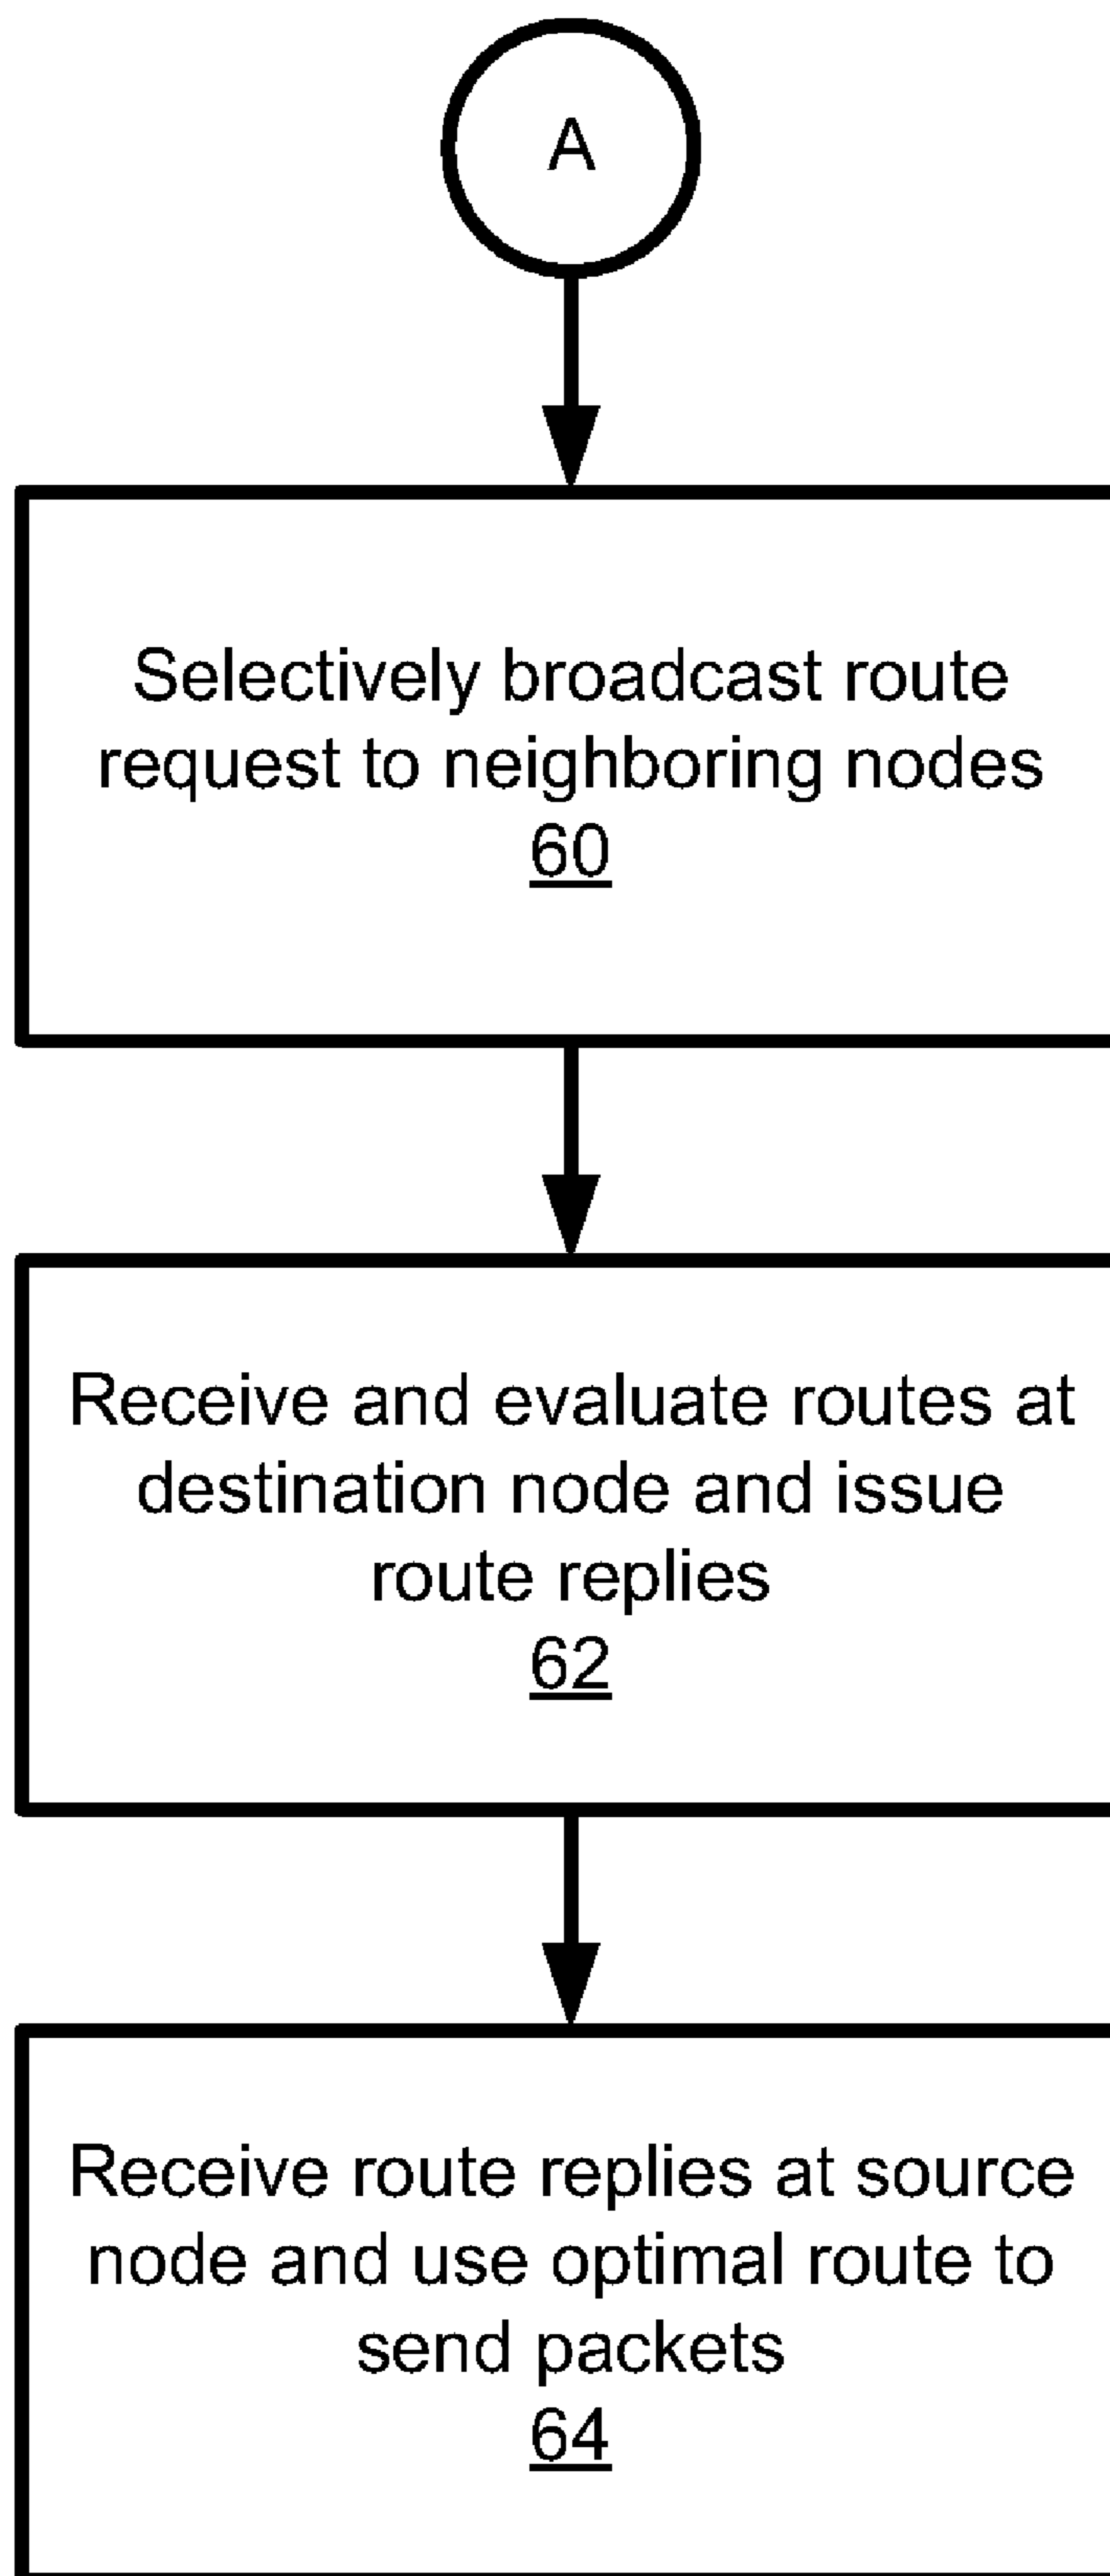 A
Selectively broadcast route
request to neighboring nodes
60
Receive and evaluate routes at
destination node and issue
route replies
62
Receive route replies at source
node and use optimal route to
send packets
64